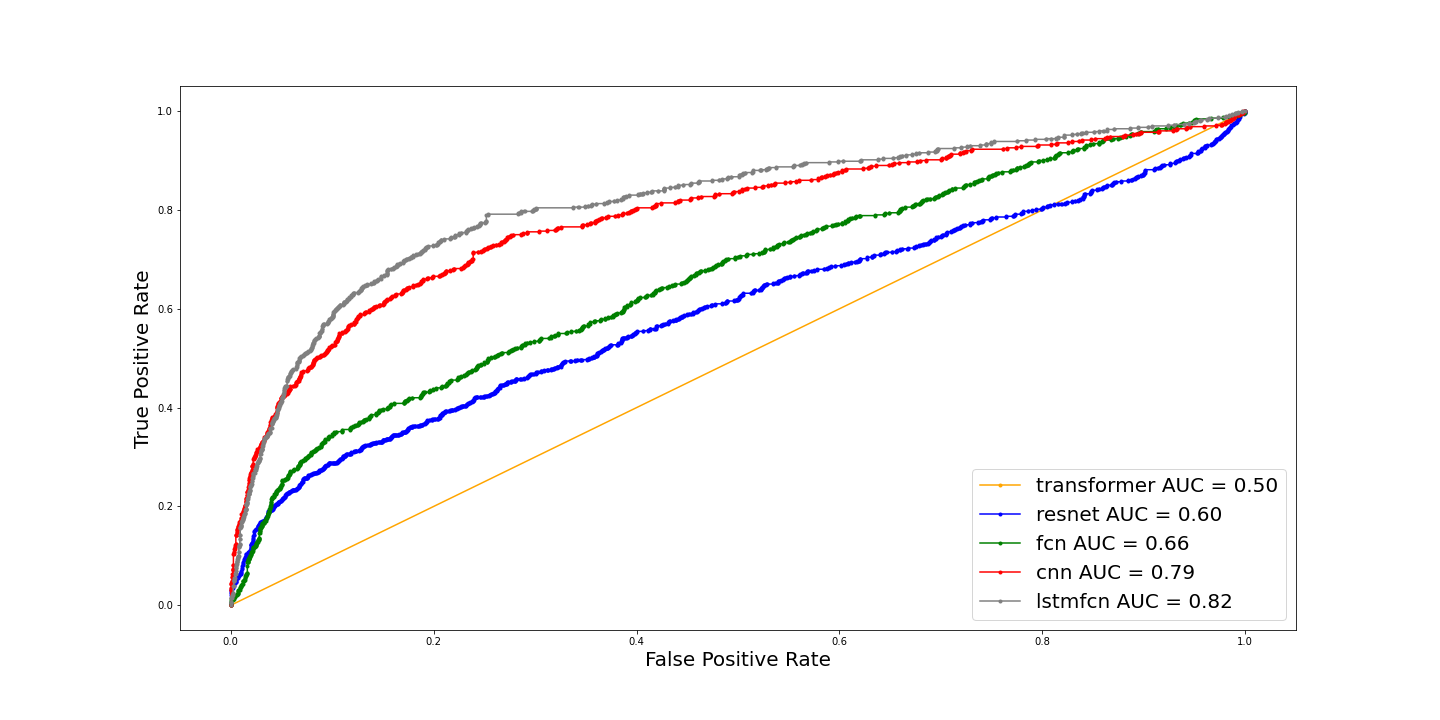 1.0
0.8
0.6
0.4
0.2
0.0
True Positive Rate
0.0 0.2 0.4 0.6 0.8 1.0
False Positive Rate
transformer AUC = 0.50
resnet AUC = 0.60
fcn AUC = 0.66
cnn AUC = 0.79
lstmfcn AUC = 0.82